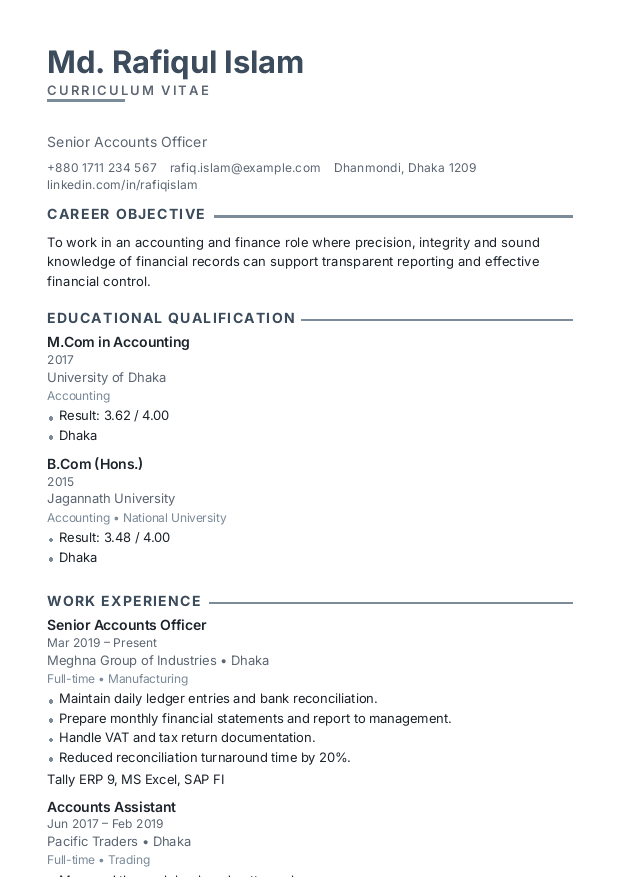 Md. Rafiqul Islam
CURRICULUM VITAE
Senior Accounts Officer
+880 1711 234 567 rafiq.islam@example.com Dhanmondi, Dhaka 1209
linkedin.com/in/rafiqislam
CAREER OBJECTIVE
To work in an accounting and finance role where precision, integrity and sound
knowledge of financial records can support transparent reporting and effective
financial control.
EDUCATIONAL QUALIFICATION
M.Com in Accounting
2017
University of Dhaka
Accounting
• Result: 3.62 / 4.00
• Dhaka
B.Com (Hons.)
2015
Jagannath University
Accounting • National University
• Result: 3.48 / 4.00
• Dhaka
WORK EXPERIENCE
Senior Accounts Officer
Mar 2019 – Present
Meghna Group of Industries • Dhaka
Full-time • Manufacturing
• Maintain daily ledger entries and bank reconciliation.
• Prepare monthly financial statements and report to management.
• Handle VAT and tax return documentation.
• Reduced reconciliation turnaround time by 20%.
Tally ERP 9, MS Excel, SAP FI
Accounts Assistant
Jun 2017 – Feb 2019
Pacific Traders • Dhaka
Full-time • Trading